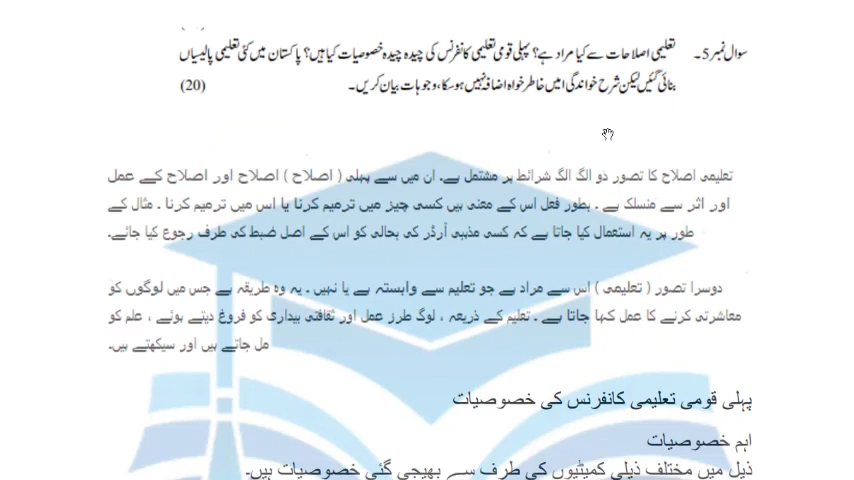 سوال نمبر 5۔ تعلیمی اصلاحات سے کیا مراد ہے؟ پہلی قومی تعلیمی کانفرنس کی چیدہ چیدہ خصوصیات کیا ہیں؟ پاکستان میں کئی تعلیمی پالیسیاں
بنائی گئیں لیکن شرح خواندگی میں خاطر خواہ اضافہ نہیں ہو سکا، وجوہات بیان کریں۔ (20)
تعلیمی اصلاح کا تصور دو الگ الگ شرائط پر مشتمل ہے۔ ان میں سے پہلی ( اصلاح ) اصلاح اور اصلاح کے عمل
اور اثر سے منسلک ہے ۔ بطور فعل اس کے معنی ہیں کسی چیز میں ترمیم کرنا یا اس میں ترمیم کرنا ۔ مثال کے
طور پر یہ استعمال کیا جاتا ہے کہ کسی مذہبی آرڈر کی بحالی کو اس کے اصل ضبط کی طرف رجوع کیا جائے۔
دوسرا تصور ( تعلیمی ) اس سے مراد ہے جو تعلیم سے وابستہ ہے یا نہیں ۔ یہ وہ طریقہ ہے جس میں لوگوں کو
معاشرتی کرنے کا عمل کہا جاتا ہے ۔ تعلیم کے ذریعہ ، لوگ طرز عمل اور ثقافتی بیداری کو فروغ دیتے ہوئے ، علم کو
مل جاتے ہیں اور سیکھتے ہیں۔
پہلی قومی تعلیمی کانفرنس کی خصوصیات
اہم خصوصیات
ذیل میں مختلف ذیلی کمیٹیوں کی طرف سے بھیجی گئی خصوصیات ہیں۔